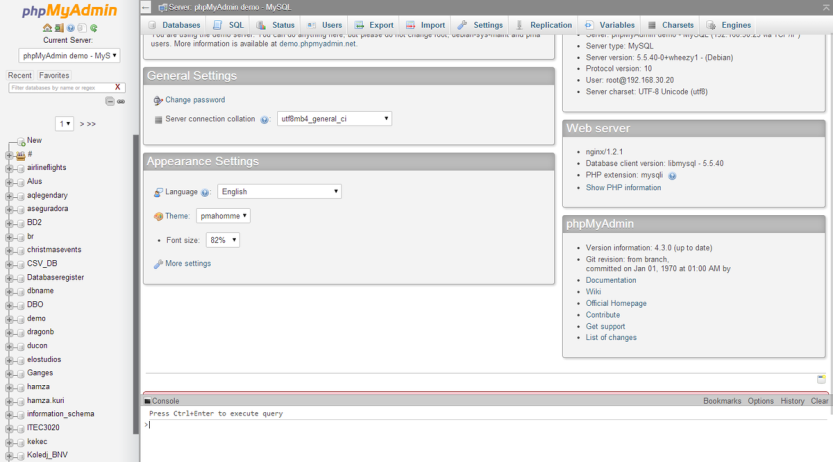 phpMyAdmin
Current Server:
phpMyAdmin demo - MyS
Recent Favorites
Filter databases by name or regex X
1 > >>
New
#
airlineflights
Alus
aqlegendary
aseguradora
BD2
br
christmasevents
CSV_DB
Databaseregister
dbname
DBO
demo
dragonb
ducon
elostudios
Ganges
hamza
hamza.kuri
information_schema
ITEC3020
kekec
Koledj_BNV
Server: phpMyAdmin demo - MySQL
Databases SQL Status Users Export Import Settings Replication Variables Charsets Engines
You are using the demo server. You can do anything here, but please do not change root, debian-sys-maint and pma
users. More information is available at demo.phpmyadmin.net.
General Settings
Change password
Server connection collation : utf8mb4_general_ci
Appearance Settings
Language : English
Theme: pmahomme
• Font size: 82%
More settings
• Server: phpMyAdmin demo - MySQL (192.168.30.23 via TCP/IP)
• Server type: MySQL
• Server version: 5.5.40-0+wheezy1 - (Debian)
• Protocol version: 10
• User: root@192.168.30.20
• Server charset: UTF-8 Unicode (utf8)
Web server
• nginx/1.2.1
• Database client version: libmysql - 5.5.40
• PHP extension: mysqli
• Show PHP information
phpMyAdmin
• Version information: 4.3.0 (up to date)
• Git revision: from branch,
committed on Jan 01, 1970 at 01:00 AM by
• Documentation
• Wiki
• Official Homepage
• Contribute
• Get support
• List of changes
Console Bookmarks Options History Clear
Press Ctrl+Enter to execute query
>